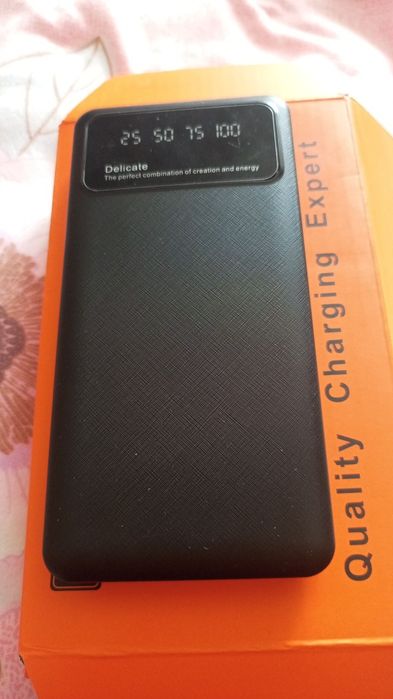 25 50 75 100
Delicate
The perfect combination of creation and energy
Quality Charging Expert